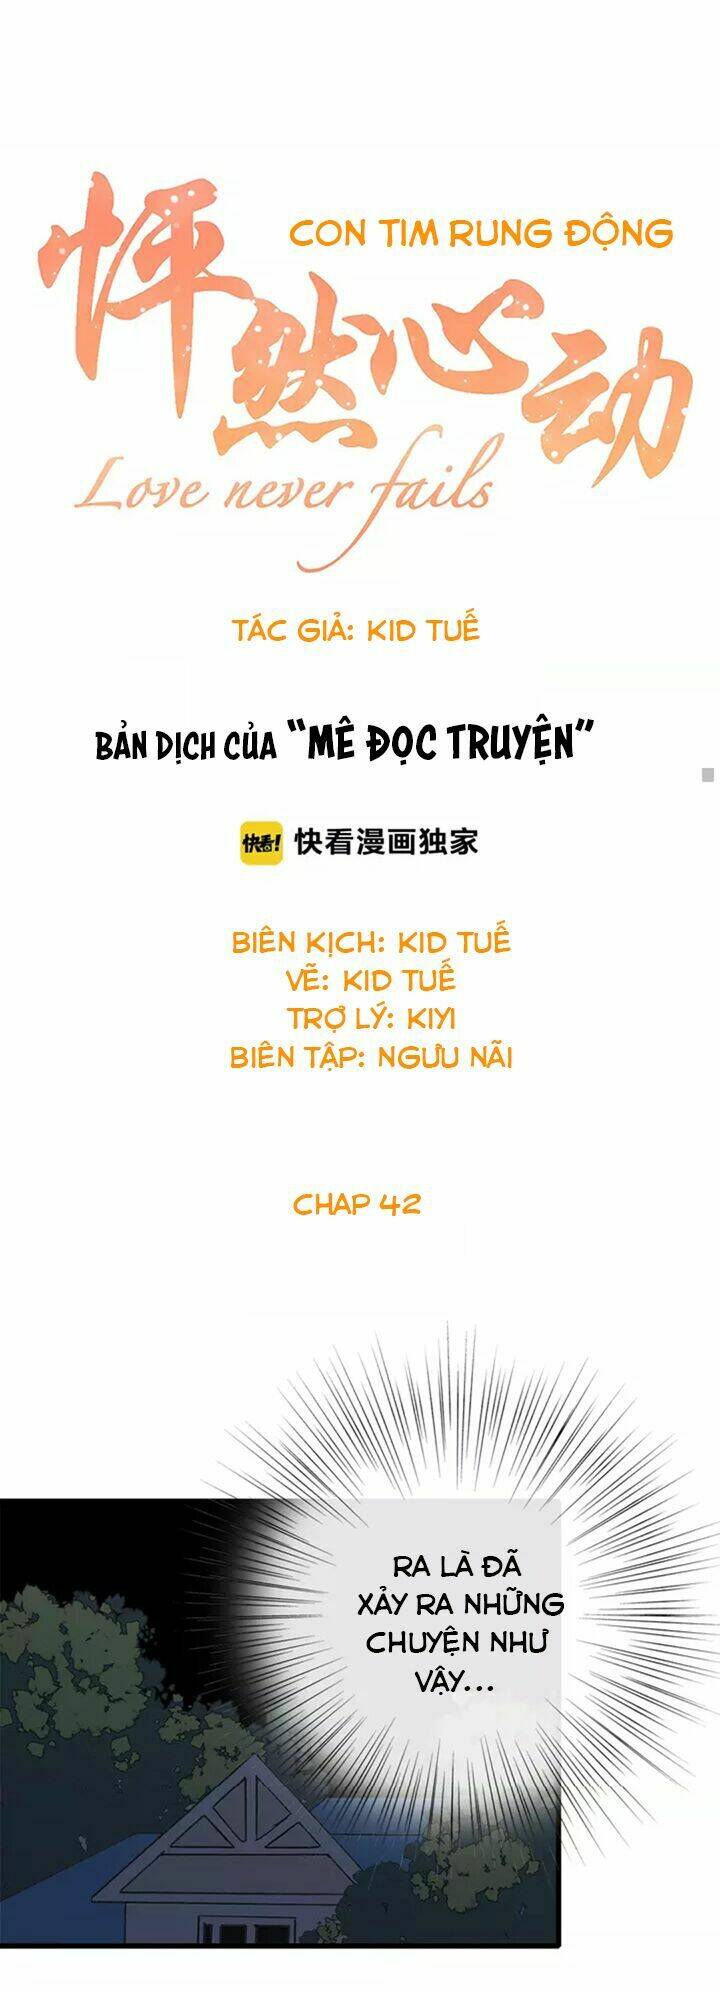 CON TIM RUNG ĐỘNG
怦然心动
Love never fails
TÁC GIẢ: KID TUẾ
BẢN DỊCH CỦA "MÊ ĐỌC TRUYỆN"
快看! 快看漫画独家
BIÊN KỊCH: KID TUẾ
VẼ: KID TUẾ
TRỢ LÝ: KIYI
BIÊN TẬP: NGƯU NÃI
CHAP 42
RA LÀ ĐÃ
XẢY RA NHỮNG
CHUYỆN NHƯ
VẬY...